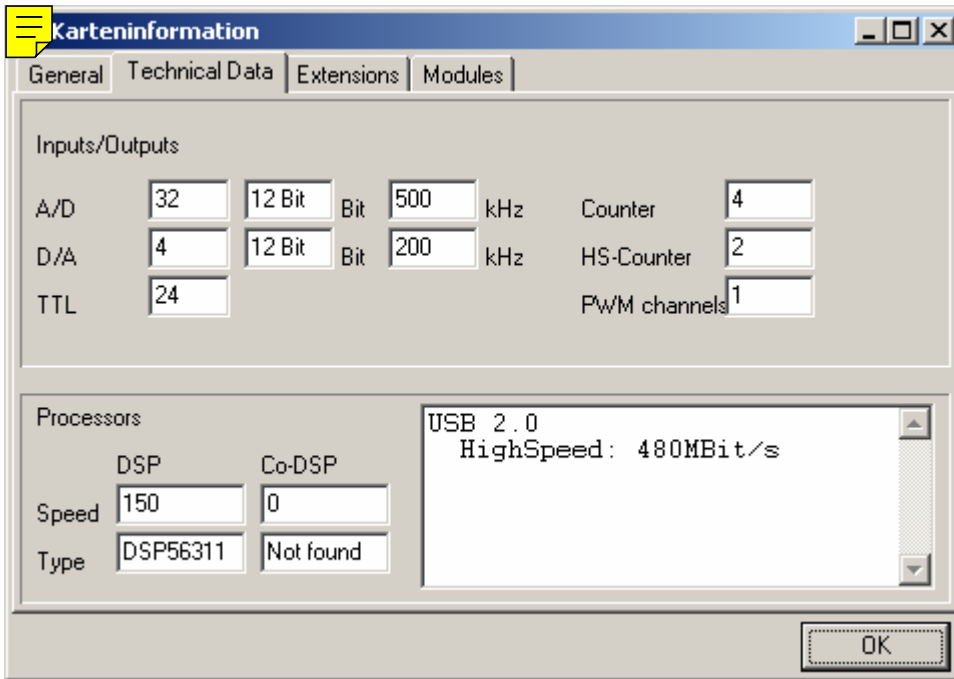 Karteninformation
General Technical Data Extensions Modules
Inputs/Outputs
A/D 32 12 Bit Bit 500 kHz Counter 4
D/A 4 12 Bit Bit 200 kHz HS-Counter 2
TTL 24 PWM channels 1
Processors
DSP Co-DSP
Speed 150 0
Type DSP56311 Not found
USB 2.0
HighSpeed: 480MBit/s
OK